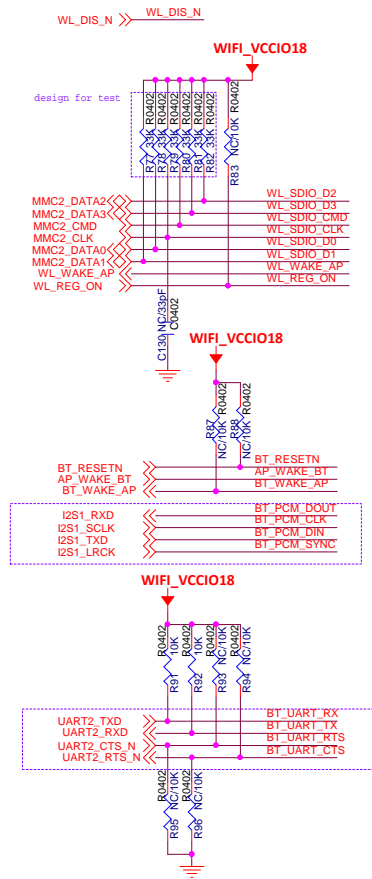 WL_DIS_N WL_DIS_N
WIFI_VCCIO18
design for test
R0402 R0402 R0402 R0402 R0402 R0402 R0402
33K 33K 33K 33K 33K 33K NC/10K
R77 R78 R79 R80 R81 R82 R83
MMC2_DATA2 WL_SDIO_D2
MMC2_DATA3 WL_SDIO_D3
MMC2_CMD WL_SDIO_CMD
MMC2_CLK WL_SDIO_CLK
MMC2_DATA0 WL_SDIO_D0
MMC2_DATA1 WL_SDIO_D1
WL_WAKE_AP WL_WAKE_AP
WL_REG_ON WL_REG_ON
C130 NC/33pF
C0402
WIFI_VCCIO18
R0402 R0402
NC/10K NC/10K
R87 R88
BT_RESETN BT_RESETN
AP_WAKE_BT AP_WAKE_BT
BT_WAKE_AP BT_WAKE_AP
I2S1_RXD BT_PCM_DOUT
I2S1_SCLK BT_PCM_CLK
I2S1_TXD BT_PCM_DIN
I2S1_LRCK BT_PCM_SYNC
WIFI_VCCIO18
R0402 R0402 R0402 R0402
10K 10K NC/10K NC/10K
R91 R92 R93 R94
UART2_TXD BT_UART_RX
UART2_RXD BT_UART_TX
UART2_CTS_N BT_UART_RTS
UART2_RTS_N BT_UART_CTS
R0402 R0402
NC/10K NC/10K
R95 R96